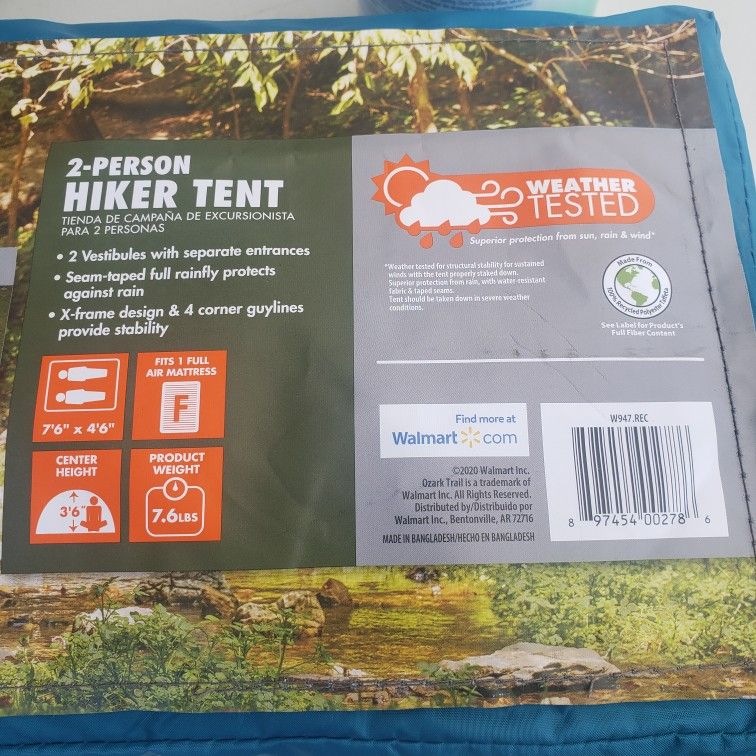 2-PERSON
HIKER TENT
TIENDA DE CAMPAÑA DE EXCURSIONISTA
PARA 2 PERSONAS
• 2 Vestibules with separate entrances
• Seam-taped full rainfly protects
against rain
• X-frame design & 4 corner guylines
provide stability
7'6" x 4'6"
FITS 1 FULL
AIR MATTRESS
F
CENTER
HEIGHT
3'6"
PRODUCT
WEIGHT
7.6LBS
WEATHER
TESTED
Superior protection from sun, rain & wind*
*Weather tested for structural stability for sustained
winds with the tent properly staked down.
Superior protection from rain, with water-resistant
fabric & taped seams.
Tent should be taken down in severe weather
conditions.
Made From
100% Recycled Polyester
See Label for Product's
Full Fiber Content
Find more at
Walmart.com
©2020 Walmart Inc.
Ozark Trail is a trademark of
Walmart Inc. All Rights Reserved.
Distributed by/Distribuido por
Walmart Inc., Bentonville, AR 72716
MADE IN BANGLADESH/HECHO EN BANGLADESH
W947.REC
8 97454 00278 6